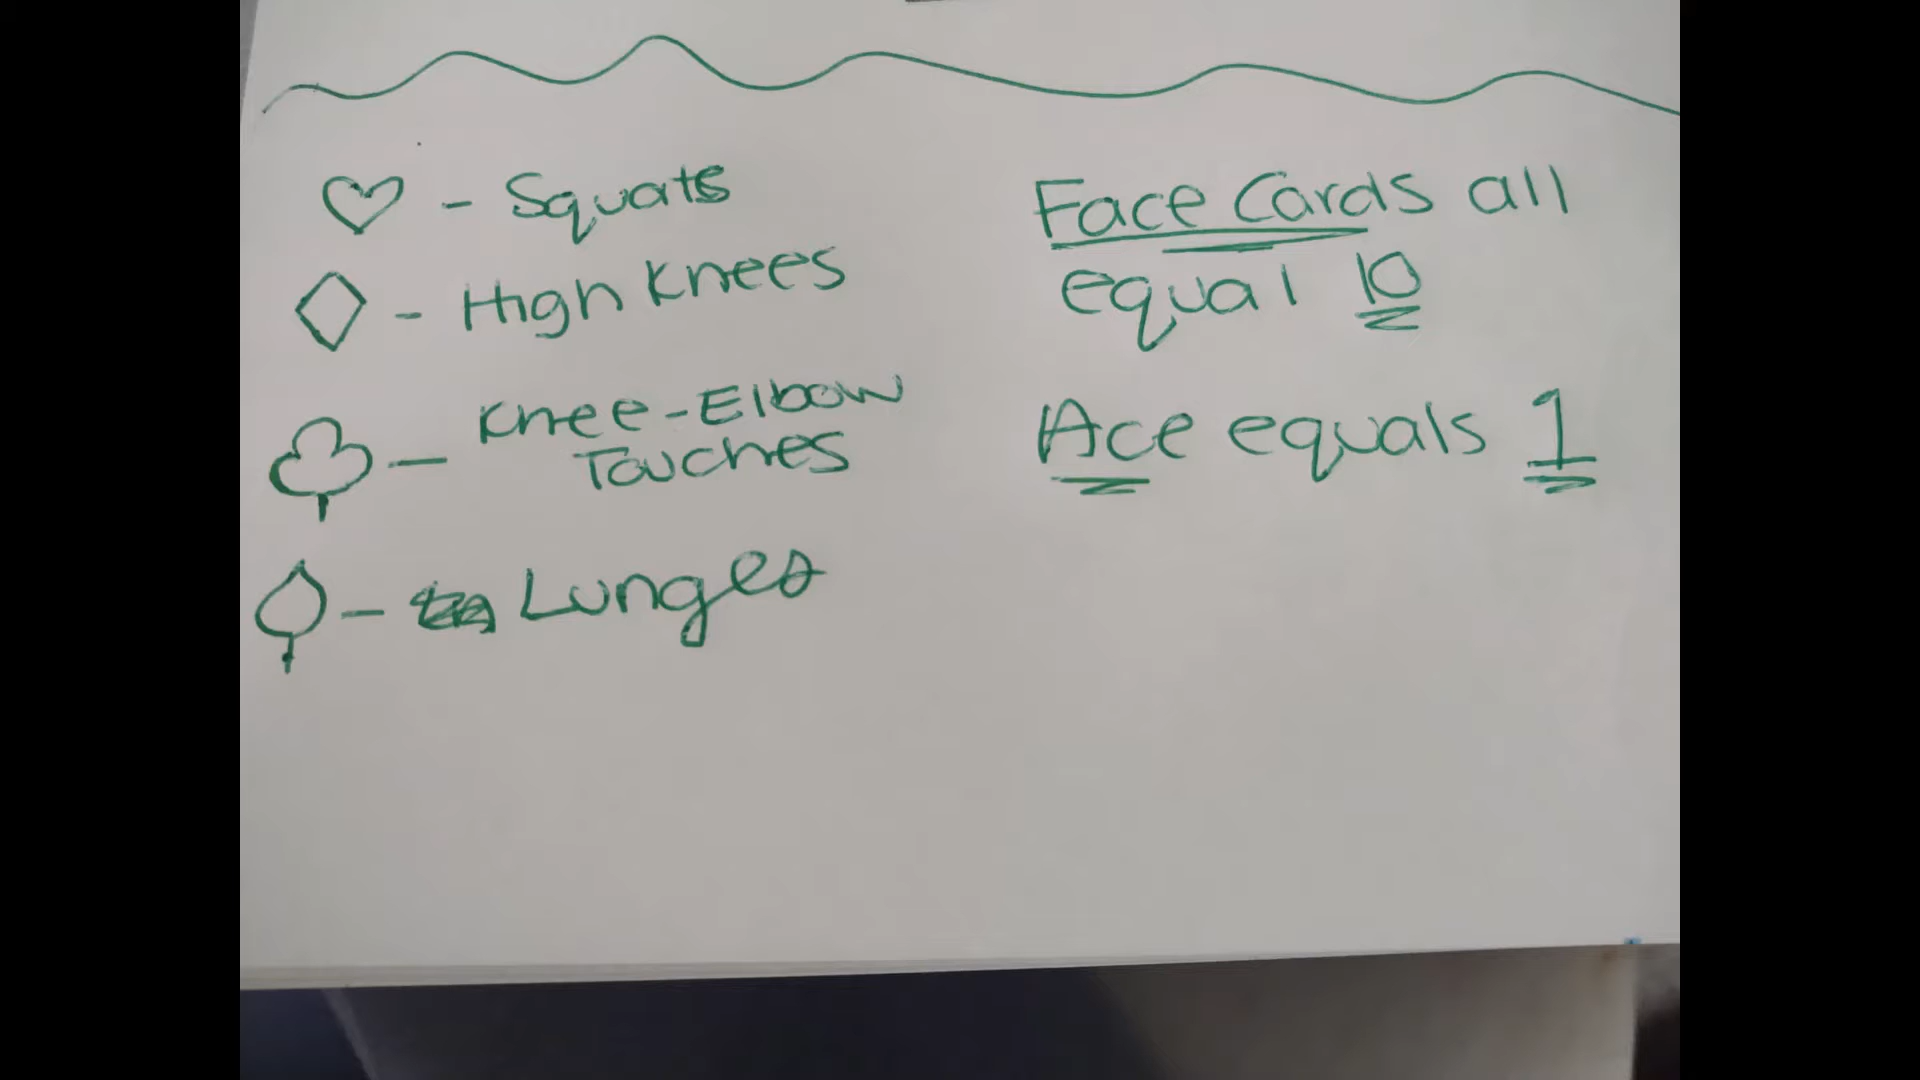 ♡ - Squats
◇ - High Knees
♧ - Knee-Elbow
Touches
♤ - Lunges
Face Cards all
equal 10
Ace equals 1